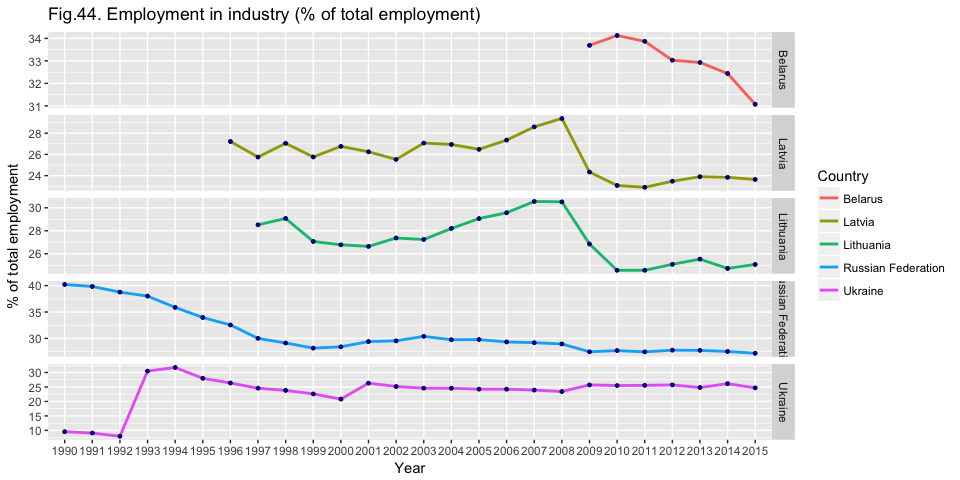 Fig.44. Employment in industry (% of total employment)
34
33
32
31
Belarus
28
26
24
Latvia
30
28
26
Lithuania
% of total employment
40
35
30
ssian Federati
30
25
20
15
10
Ukraine
1990 1991 1992 1993 1994 1995 1996 1997 1998 1999 2000 2001 2002 2003 2004 2005 2006 2007 2008 2009 2010 2011 2012 2013 2014 2015
Year
Country
Belarus
Latvia
Lithuania
Russian Federation
Ukraine